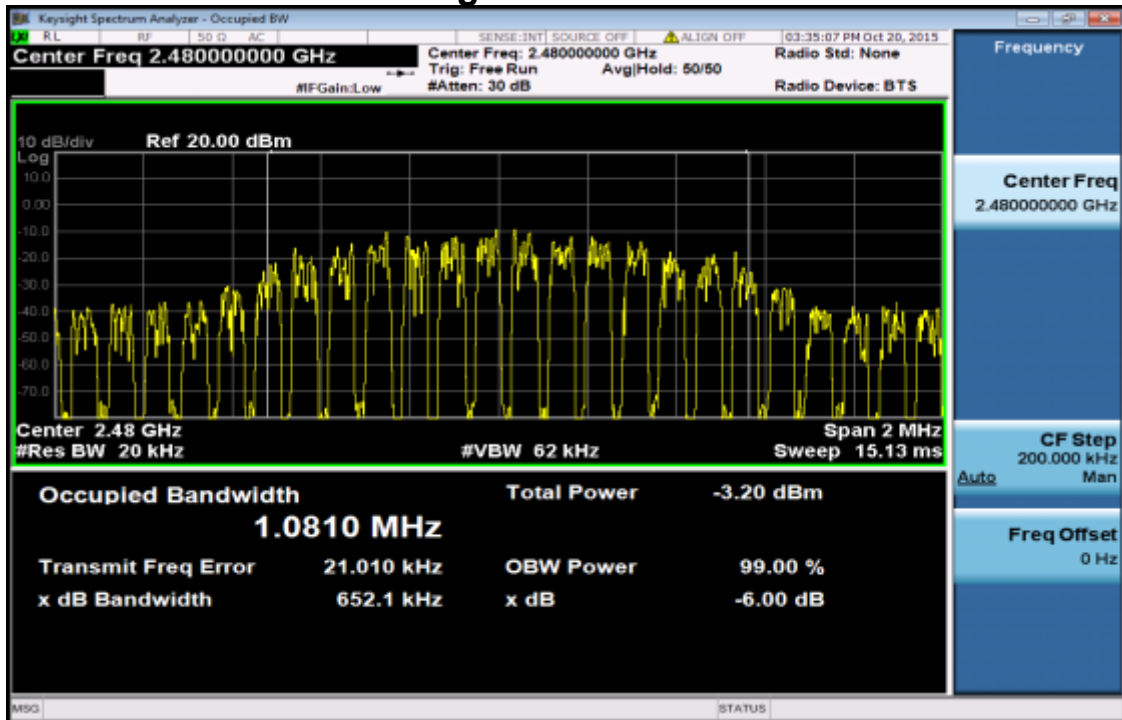 Keysight Spectrum Analyzer - Occupied BW
RL RF 50 Ω AC SENSE:INT SOURCE OFF ALIGN OFF 03:35:07 PM Oct 20, 2015
Center Freq 2.480000000 GHz
Center Freq: 2.480000000 GHz Radio Std: None
Trig: Free Run Avg|Hold: 50/50
#IFGain:Low #Atten: 30 dB Radio Device: BTS
10 dB/div Ref 20.00 dBm
Log
10.0
0.00
-10.0
-20.0
-30.0
-40.0
-50.0
-60.0
-70.0
Center 2.48 GHz Span 2 MHz
#Res BW 20 kHz #VBW 62 kHz Sweep 15.13 ms
Occupied Bandwidth Total Power -3.20 dBm
1.0810 MHz
Transmit Freq Error 21.010 kHz OBW Power 99.00 %
x dB Bandwidth 652.1 kHz x dB -6.00 dB
Frequency
Center Freq
2.480000000 GHz
CF Step
200.000 kHz
Auto Man
Freq Offset
0 Hz
MSG STATUS